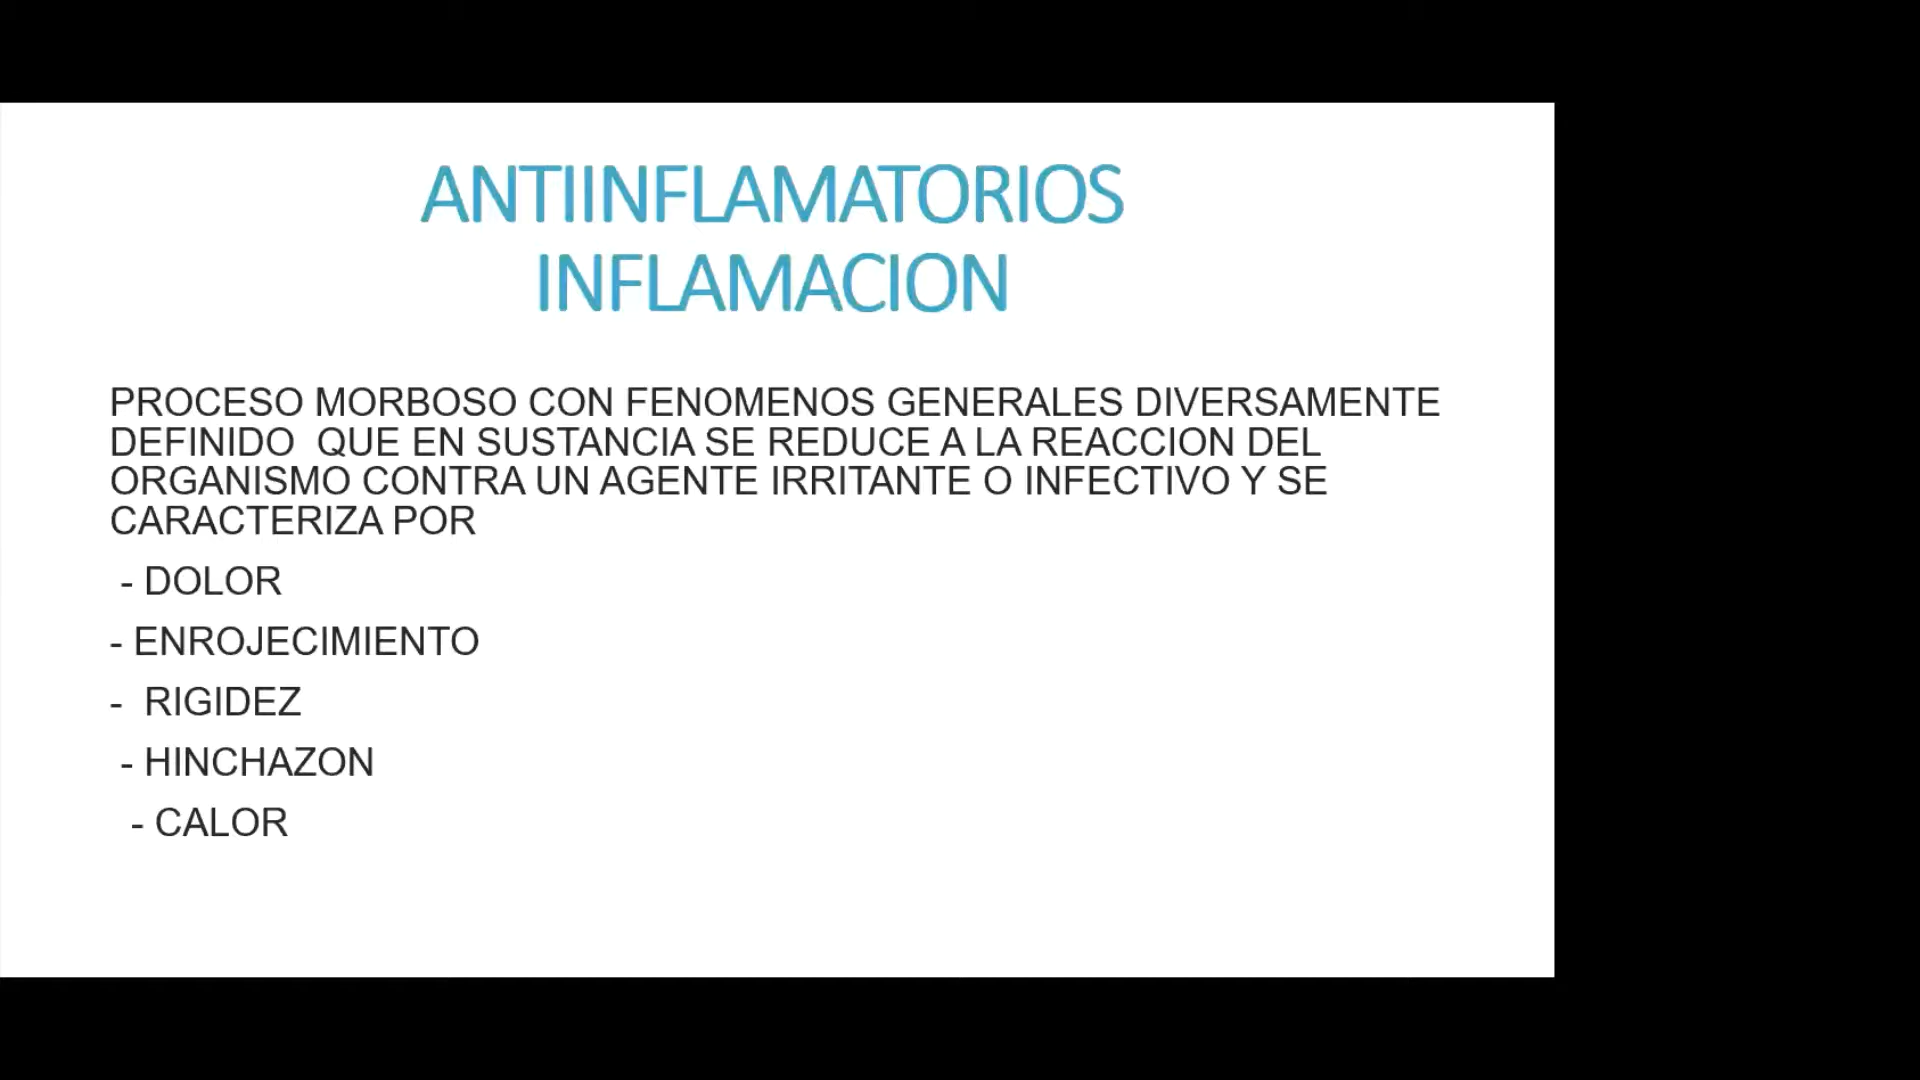 ANTIINFLAMATORIOS
INFLAMACION
PROCESO MORBOSO CON FENOMENOS GENERALES DIVERSAMENTE
DEFINIDO  QUE EN SUSTANCIA SE REDUCE A LA REACCION DEL
ORGANISMO CONTRA UN AGENTE IRRITANTE O INFECTIVO Y SE
CARACTERIZA POR
- DOLOR
- ENROJECIMIENTO
-  RIGIDEZ
- HINCHAZON
- CALOR